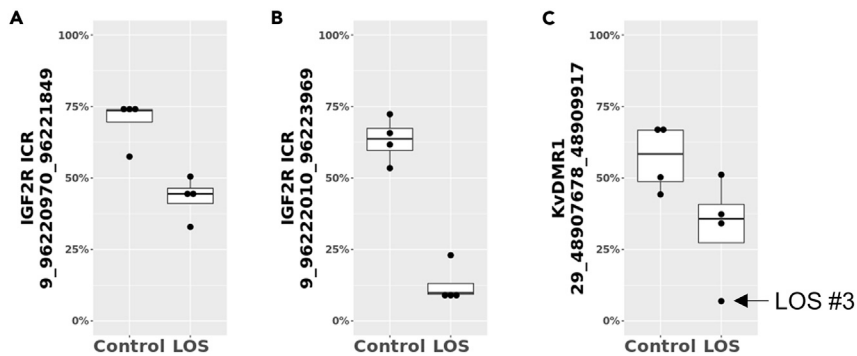 A
IGF2R ICR
9_96220970_96221849
100%
75%
50%
25%
0%
Control LOS
B
IGF2R ICR
9_96222010_96223969
100%
75%
50%
25%
0%
Control LOS
C
KvDMR1
29_48907678_48909917
100%
75%
50%
25%
0%
Control LOS
LOS #3